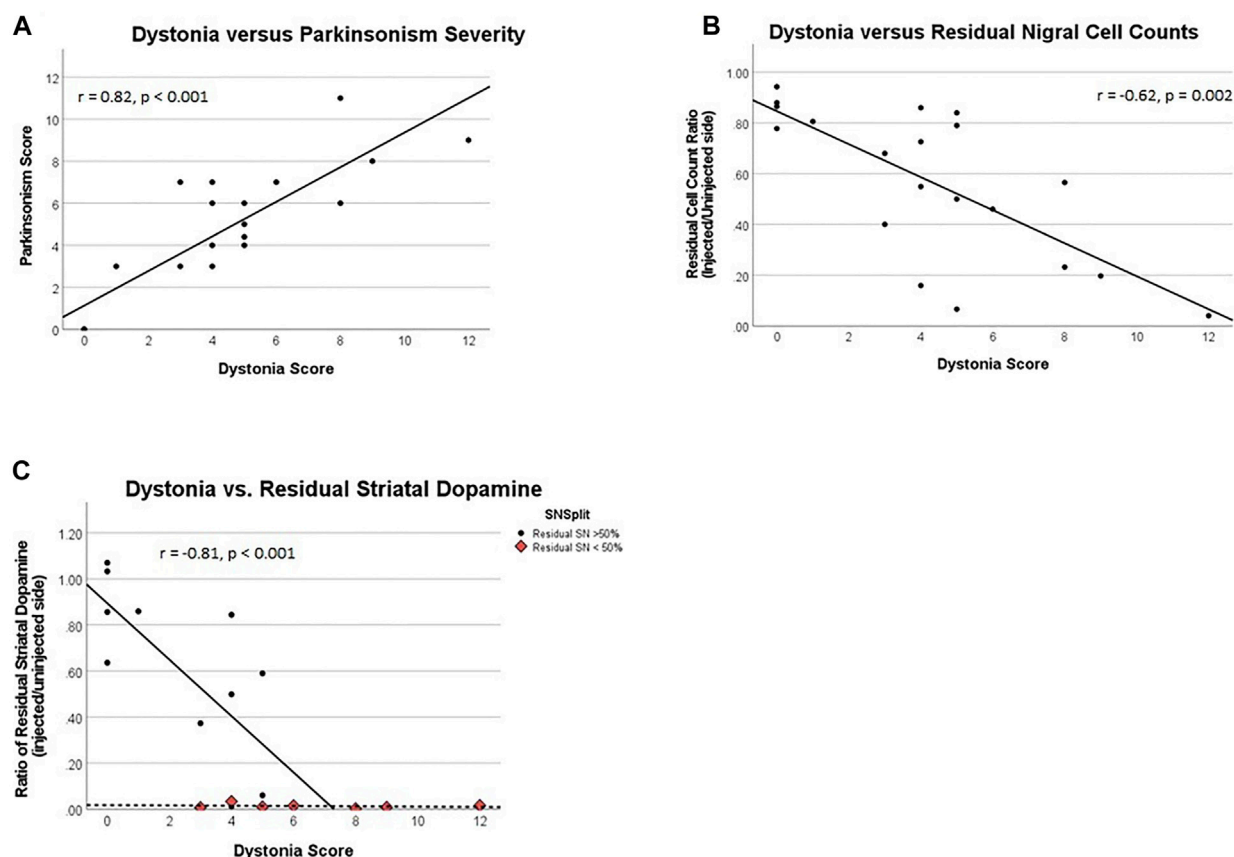 A
Dystonia versus Parkinsonism Severity
12
10
8
6
4
2
0
r = 0.82, p < 0.001
Parkinsonism Score
0 2 4 6 8 10 12
Dystonia Score
B
Dystonia versus Residual Nigral Cell Counts
1.00
.80
.60
.40
.20
.00
r = -0.62, p = 0.002
Residual Cell Count Ratio
(Injected/Uninjected side)
0 2 4 6 8 10 12
Dystonia Score
C
Dystonia vs. Residual Striatal Dopamine
SNSplit
Residual SN >50%
Residual SN < 50%
1.20
1.00
.80
.60
.40
.20
.00
r = -0.81, p < 0.001
Ratio of Residual Striatal Dopamine
(injected/uninjected side)
0 2 4 6 8 10 12
Dystonia Score